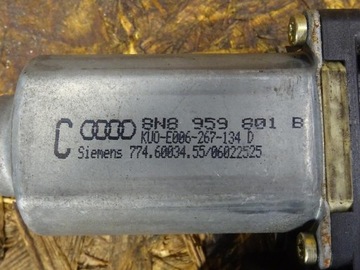 C 8N8 959 801 B
KUO-E006-267-134 D
Siemens 774.60034.55/06022525